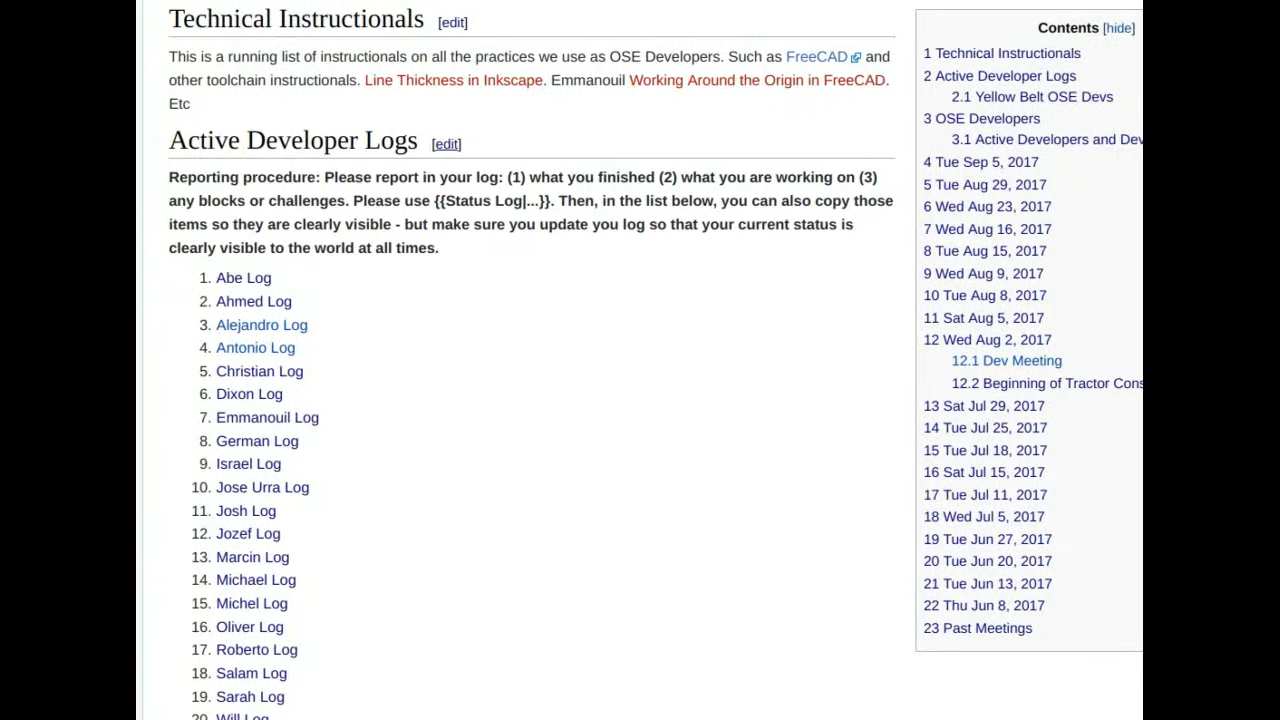 Technical Instructionals [edit]
This is a running list of instructionals on all the practices we use as OSE Developers. Such as FreeCAD and
other toolchain instructionals. Line Thickness in Inkscape. Emmanouil Working Around the Origin in FreeCAD.
Etc
Active Developer Logs [edit]
Reporting procedure: Please report in your log: (1) what you finished (2) what you are working on (3)
any blocks or challenges. Please use {{Status Log|...}}. Then, in the list below, you can also copy those
items so they are clearly visible - but make sure you update you log so that your current status is
clearly visible to the world at all times.
1. Abe Log
2. Ahmed Log
3. Alejandro Log
4. Antonio Log
5. Christian Log
6. Dixon Log
7. Emmanouil Log
8. German Log
9. Israel Log
10. Jose Urra Log
11. Josh Log
12. Jozef Log
13. Marcin Log
14. Michael Log
15. Michel Log
16. Oliver Log
17. Roberto Log
18. Salam Log
19. Sarah Log
20. Will Log
Contents [hide]
1 Technical Instructionals
2 Active Developer Logs
2.1 Yellow Belt OSE Devs
3 OSE Developers
3.1 Active Developers and Dev
4 Tue Sep 5, 2017
5 Tue Aug 29, 2017
6 Wed Aug 23, 2017
7 Wed Aug 16, 2017
8 Tue Aug 15, 2017
9 Wed Aug 9, 2017
10 Tue Aug 8, 2017
11 Sat Aug 5, 2017
12 Wed Aug 2, 2017
12.1 Dev Meeting
12.2 Beginning of Tractor Cons
13 Sat Jul 29, 2017
14 Tue Jul 25, 2017
15 Tue Jul 18, 2017
16 Sat Jul 15, 2017
17 Tue Jul 11, 2017
18 Wed Jul 5, 2017
19 Tue Jun 27, 2017
20 Tue Jun 20, 2017
21 Tue Jun 13, 2017
22 Thu Jun 8, 2017
23 Past Meetings